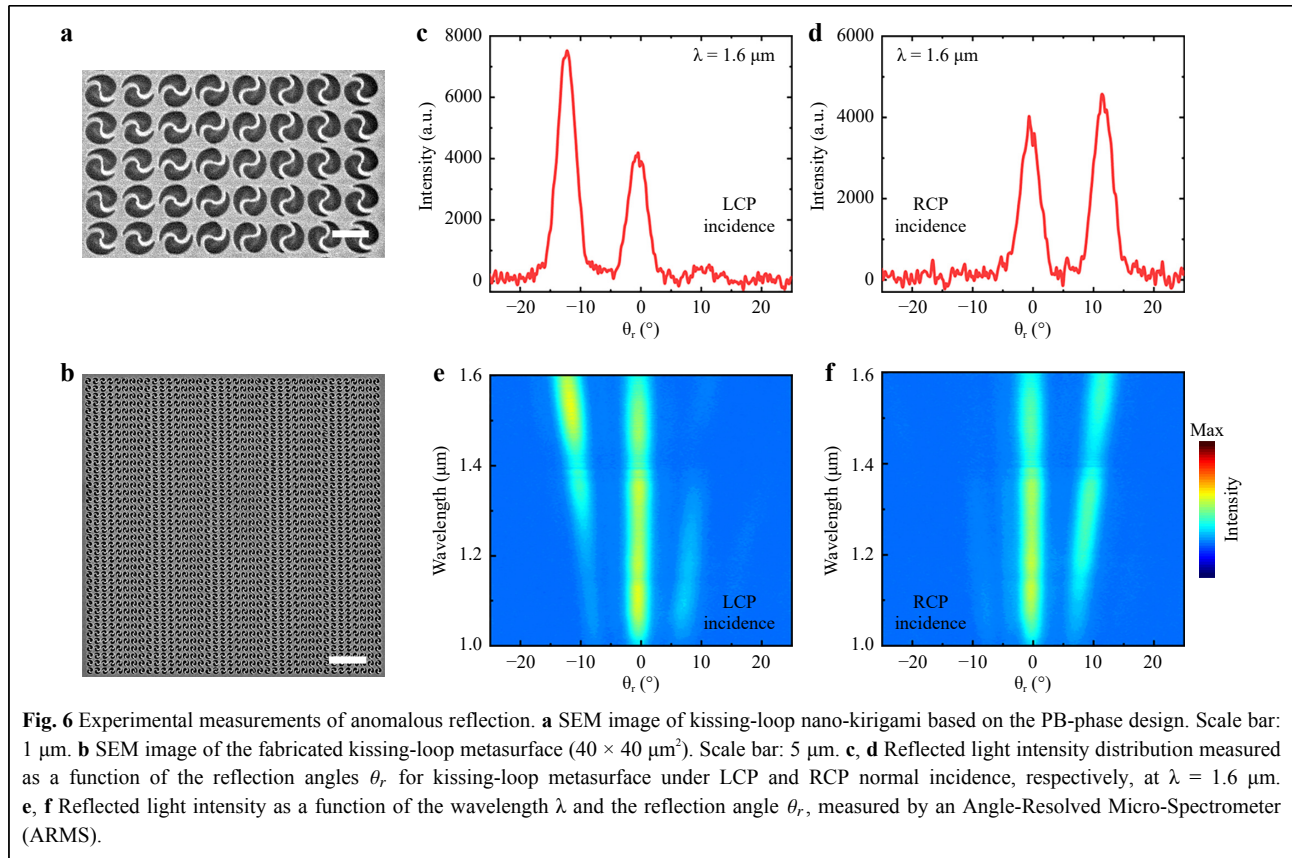 a
c
8000
6000
4000
2000
0
Intensity (a.u.)
λ = 1.6 μm
LCP
incidence
−20 −10 0 10 20
θr (°)
d
6000
4000
2000
0
Intensity (a.u.)
λ = 1.6 μm
RCP
incidence
−20 −10 0 10 20
θr (°)
b
e
1.6
1.4
1.2
1.0
Wavelength (μm)
LCP
incidence
−20 −10 0 10 20
θr (°)
f
1.6
1.4
1.2
1.0
Wavelength (μm)
RCP
incidence
−20 −10 0 10 20
θr (°)
Max
Intensity
Fig. 6 Experimental measurements of anomalous reflection. a SEM image of kissing-loop nano-kirigami based on the PB-phase design. Scale bar:
1 μm. b SEM image of the fabricated kissing-loop metasurface (40 × 40 μm²). Scale bar: 5 μm. c, d Reflected light intensity distribution measured
as a function of the reflection angles θr for kissing-loop metasurface under LCP and RCP normal incidence, respectively, at λ = 1.6 μm.
e, f Reflected light intensity as a function of the wavelength λ and the reflection angle θr, measured by an Angle-Resolved Micro-Spectrometer
(ARMS).